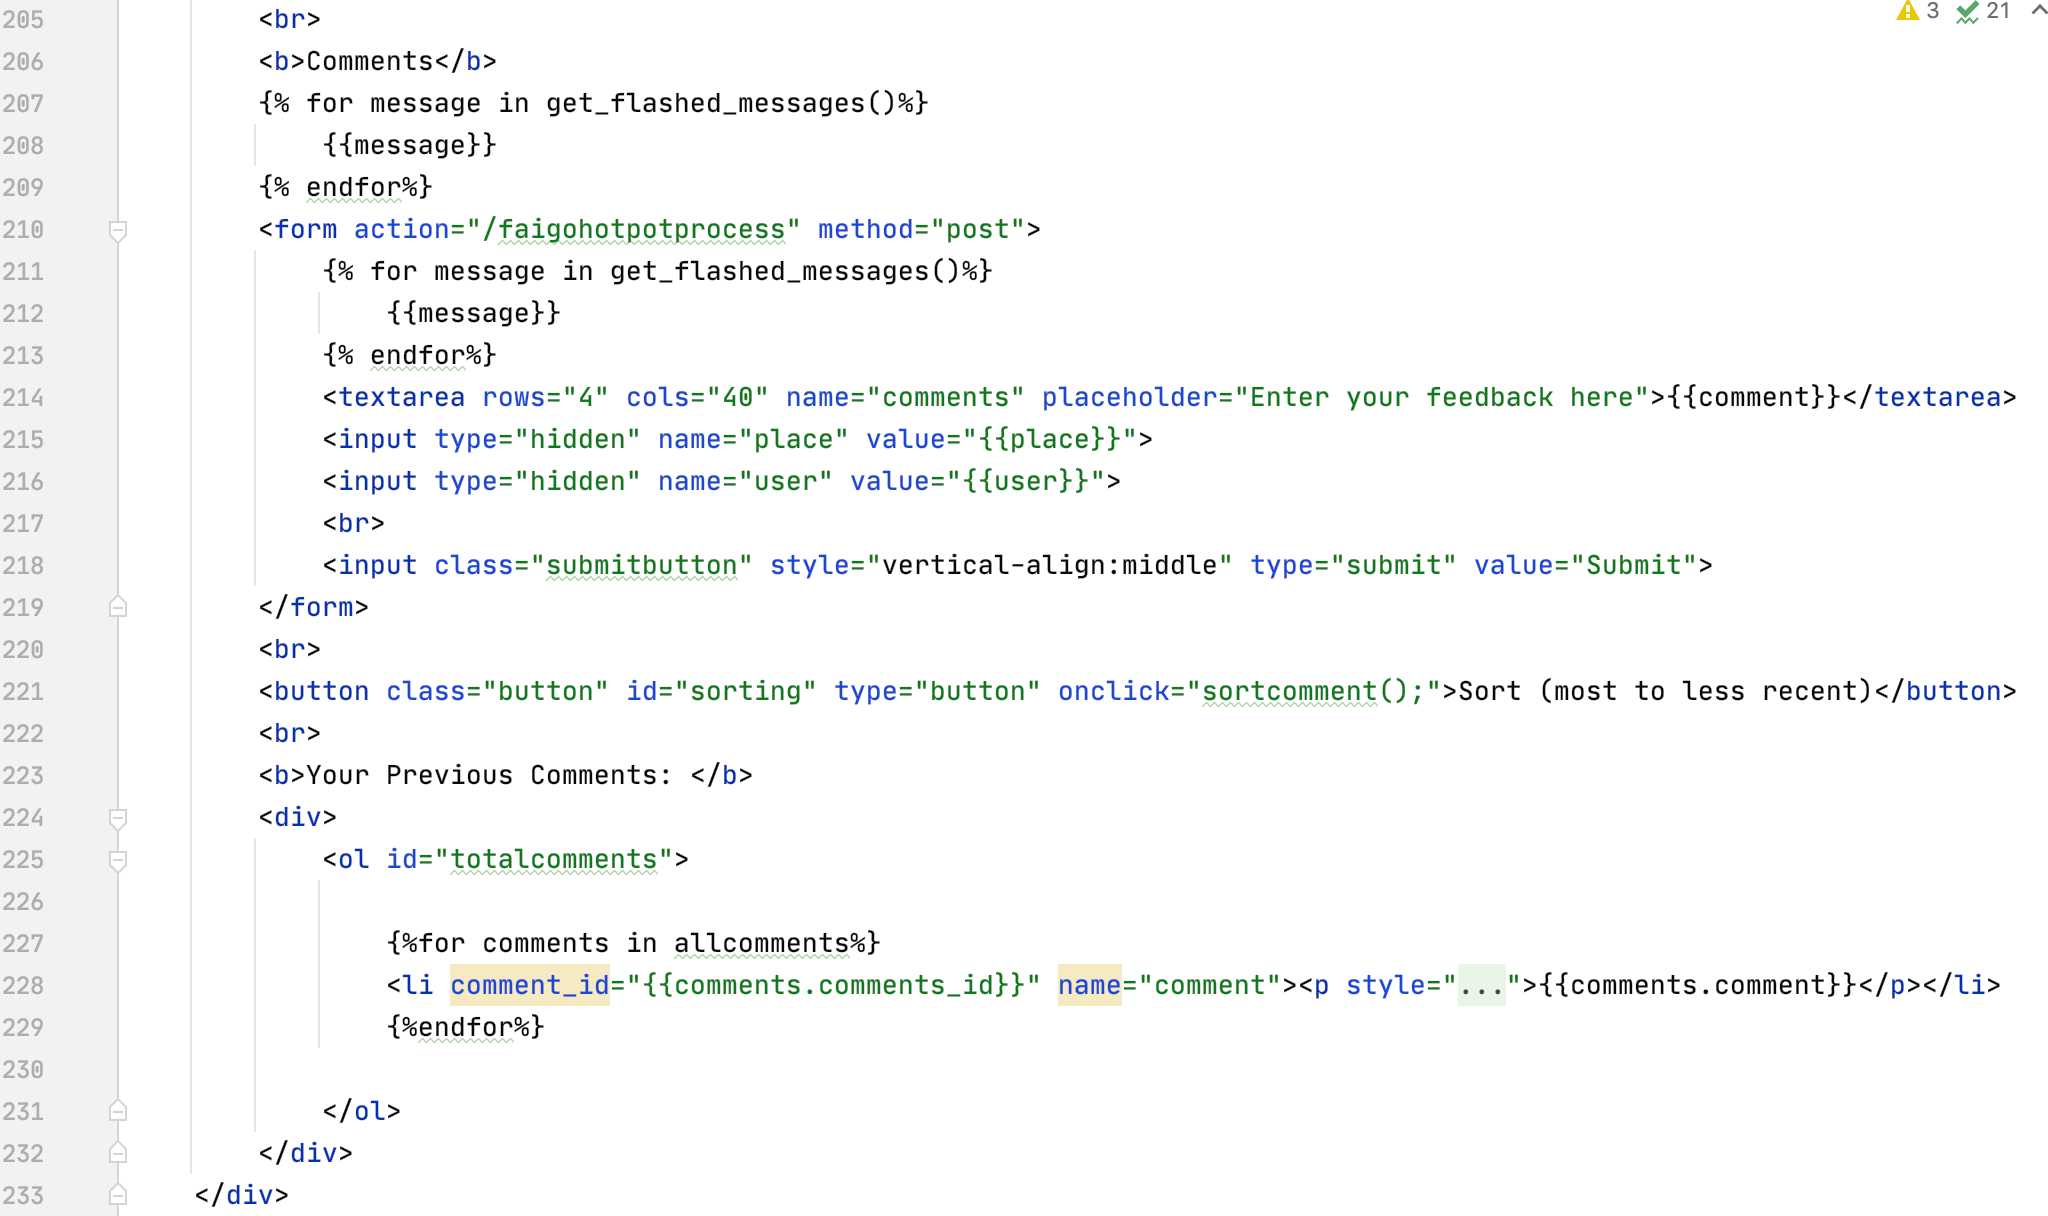 3 21
205 <br>
206 <b>Comments</b>
207 {% for message in get_flashed_messages()%}
208 {{message}}
209 {% endfor%}
210 <form action="/faigohotpotprocess" method="post">
211 {% for message in get_flashed_messages()%}
212 {{message}}
213 {% endfor%}
214 <textarea rows="4" cols="40" name="comments" placeholder="Enter your feedback here">{{comment}}</textarea>
215 <input type="hidden" name="place" value="{{place}}">
216 <input type="hidden" name="user" value="{{user}}">
217 <br>
218 <input class="submitbutton" style="vertical-align:middle" type="submit" value="Submit">
219 </form>
220 <br>
221 <button class="button" id="sorting" type="button" onclick="sortcomment();">Sort (most to less recent)</button>
222 <br>
223 <b>Your Previous Comments: </b>
224 <div>
225 <ol id="totalcomments">
226
227 {%for comments in allcomments%}
228 <li comment_id="{{comments.comments_id}}" name="comment"><p style="...">{{comments.comment}}</p></li>
229 {%endfor%}
230
231 </ol>
232 </div>
233 </div>